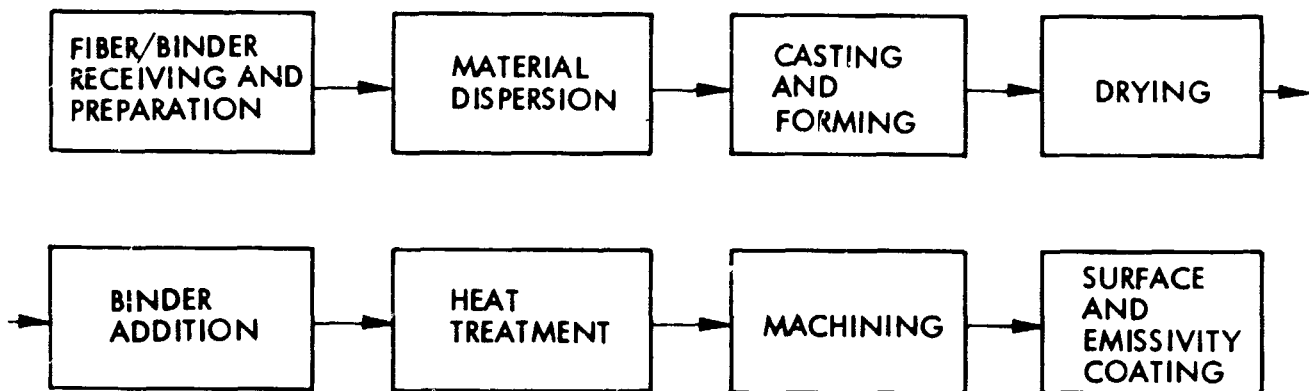 FIBER/BINDER
RECEIVING AND
PREPARATION
MATERIAL
DISPERSION
CASTING
AND
FORMING
DRYING
BINDER
ADDITION
HEAT
TREATMENT
MACHINING
SURFACE
AND
EMISSIVITY
COATING